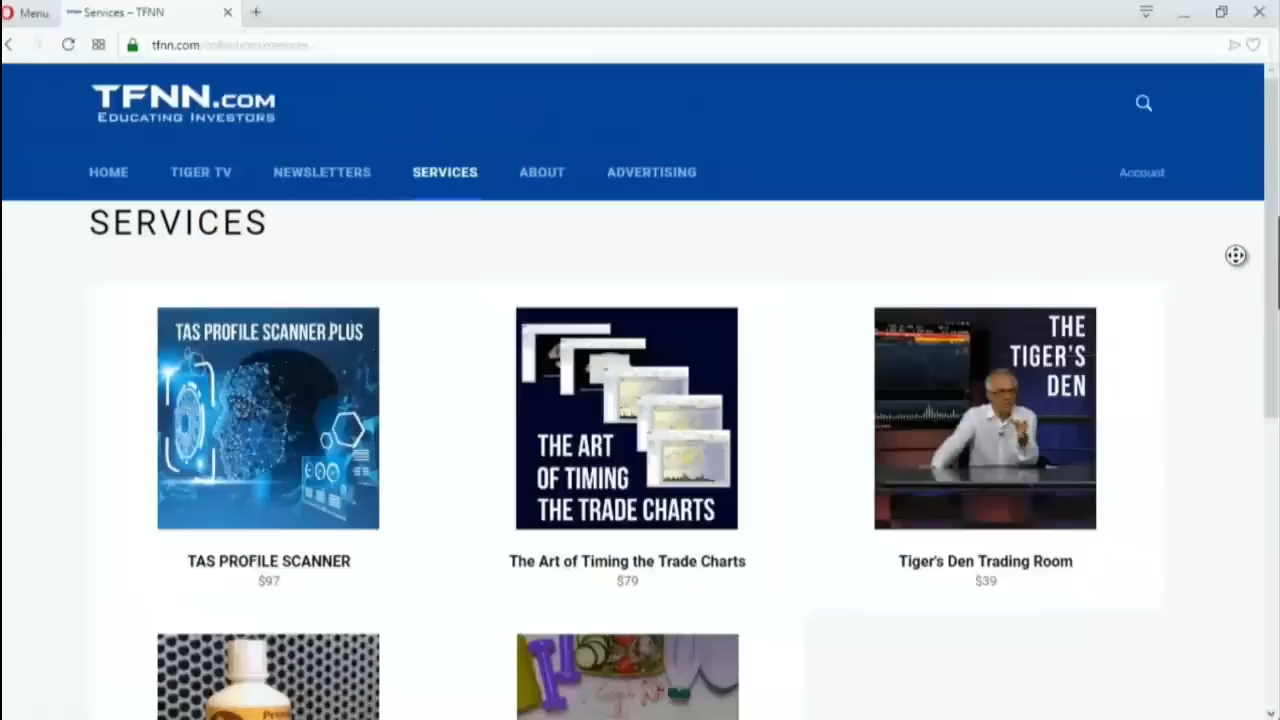 Menu
Services – TFNN
tfnn.com/collections/services
TFNN.COM
EDUCATING INVESTORS
HOME
TIGER TV
NEWSLETTERS
SERVICES
ABOUT
ADVERTISING
Account
SERVICES
TAS PROFILE SCANNER PLUS
THE ART
OF TIMING
THE TRADE CHARTS
THE
TIGER'S
DEN
TAS PROFILE SCANNER
$97
The Art of Timing the Trade Charts
$79
Tiger's Den Trading Room
$39